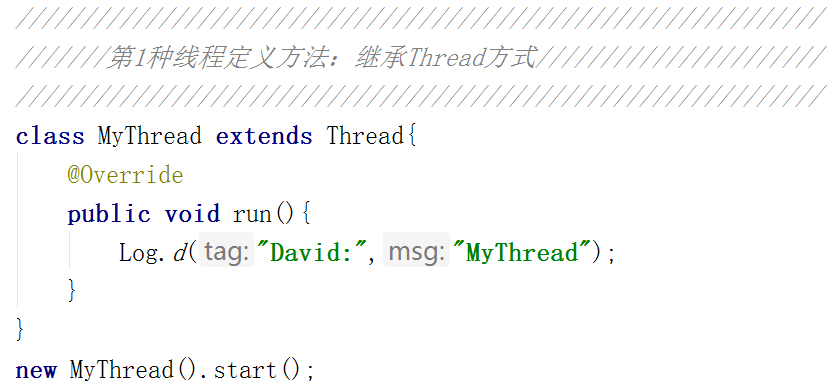 //////////////////////////////////////////////////////////////
///////第1种线程定义方法：继承Thread方式//////////////////////
//////////////////////////////////////////////////////////////
class MyThread extends Thread{
    @Override
    public void run(){
        Log.d(tag:"David:",msg:"MyThread");
    }
}
new MyThread().start();